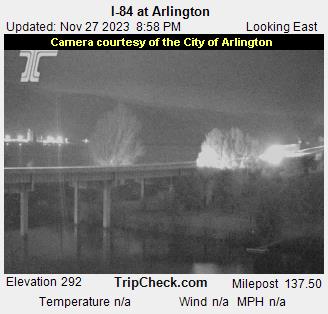 I-84 at Arlington
Updated: Nov 27 2023 8:58 PM Looking East
Camera courtesy of the City of Arlington
Elevation 292 TripCheck.com Milepost 137.50
Temperature n/a Wind n/a MPH n/a